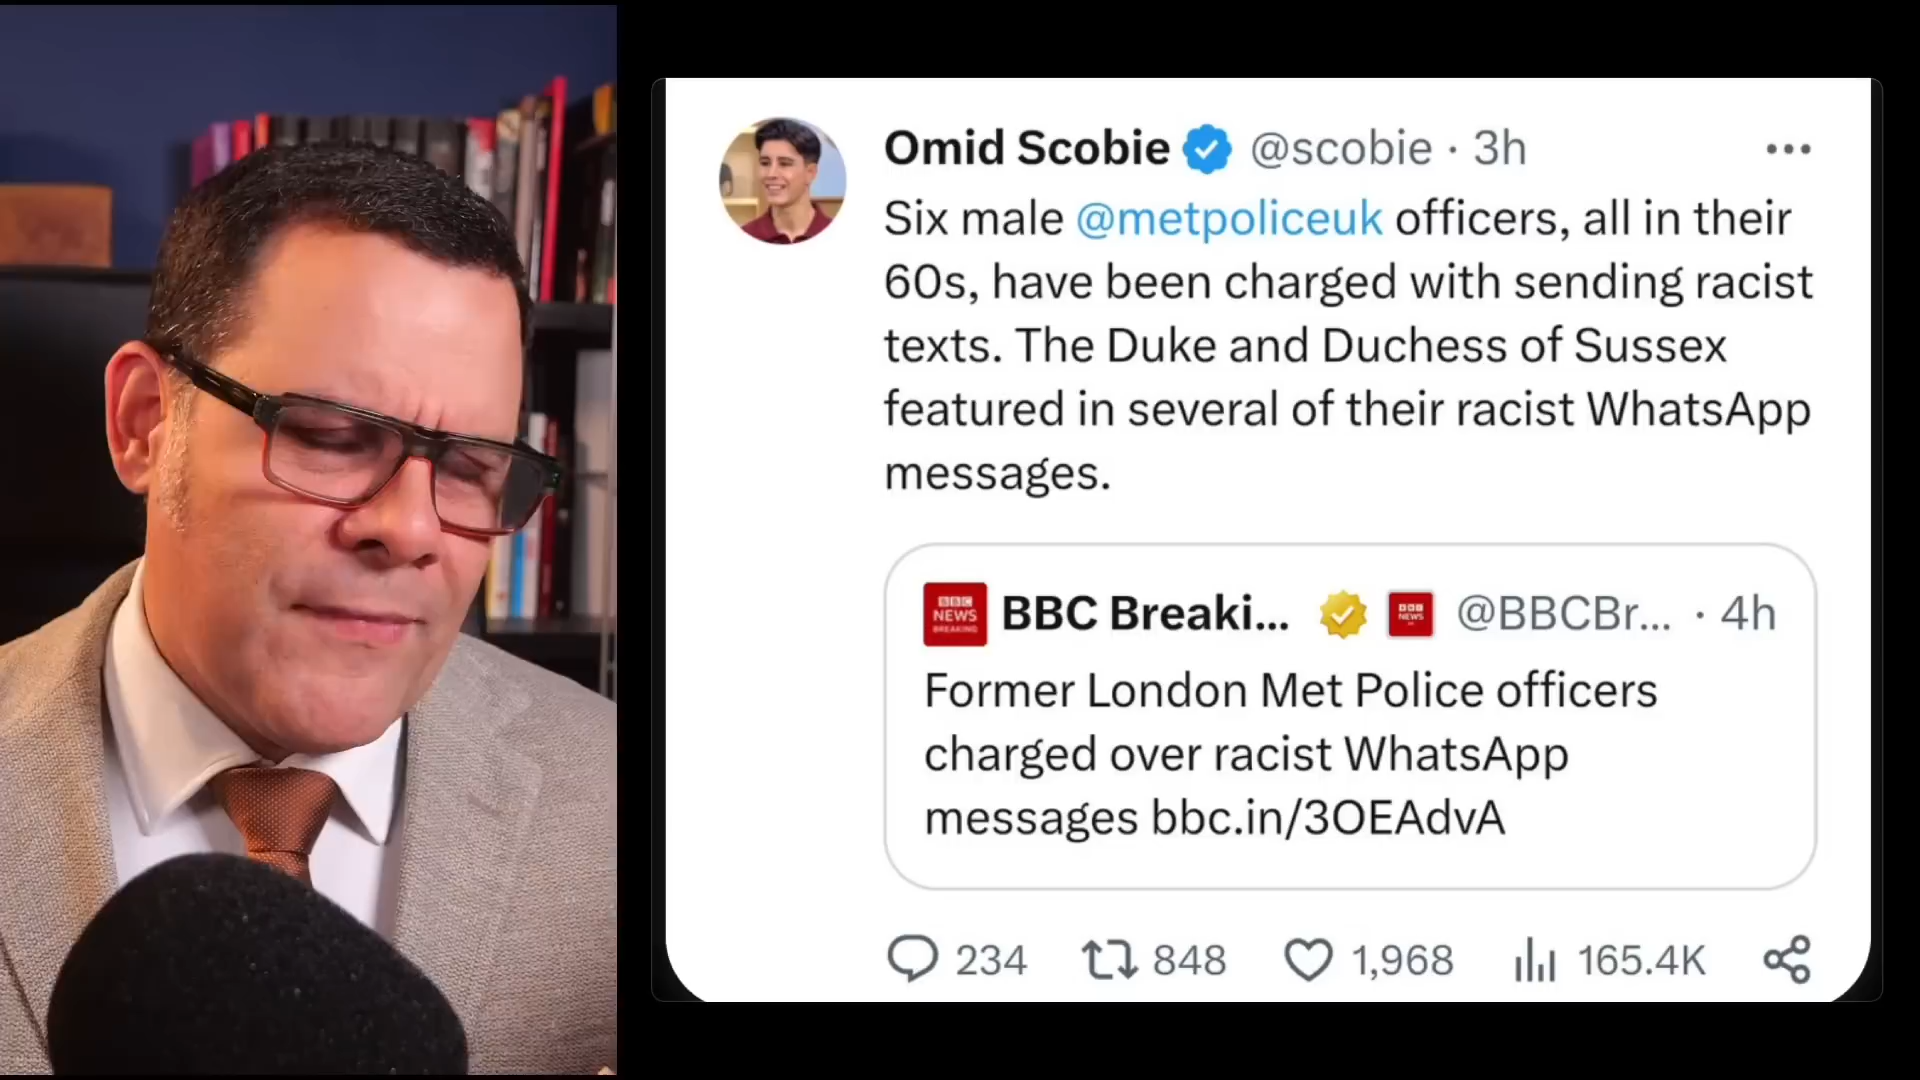 Omid Scobie @scobie · 3h
Six male @metpoliceuk officers, all in their
60s, have been charged with sending racist
texts. The Duke and Duchess of Sussex
featured in several of their racist WhatsApp
messages.
BBC NEWS BREAKING
BBC Breaki... BBC NEWS @BBCBr... · 4h
Former London Met Police officers
charged over racist WhatsApp
messages bbc.in/3OEAdvA
234 848 1,968 165.4K